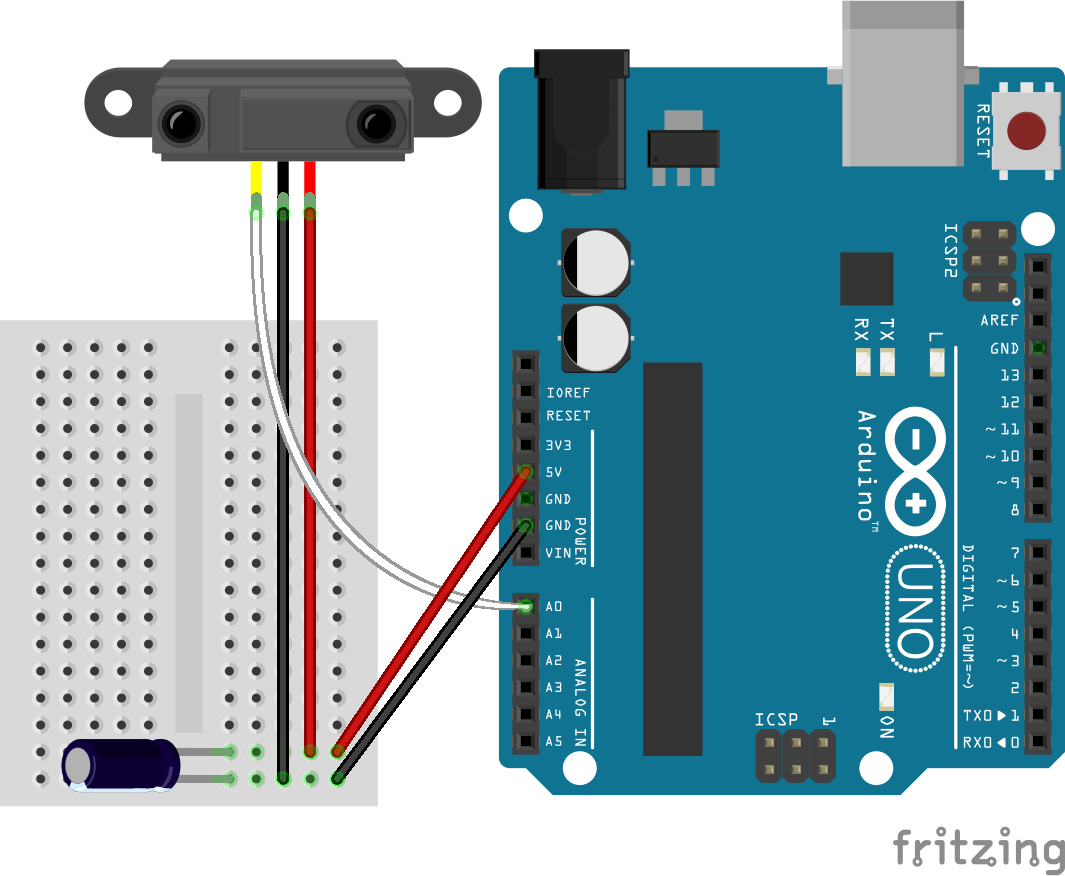 RESET
ICSP2
AREF
GND
13
12
~11
~10
~9
8
7
~6
~5
4
~3
2
TX0▶1
RX0◀0
RX
TX
L
IOREF
RESET
3V3
5V
GND
GND
VIN
POWER
A0
A1
A2
A3
A4
A5
ANALOG IN
Arduino™
UNO
DIGITAL (PWM=~)
ICSP
1
ON
fritzing